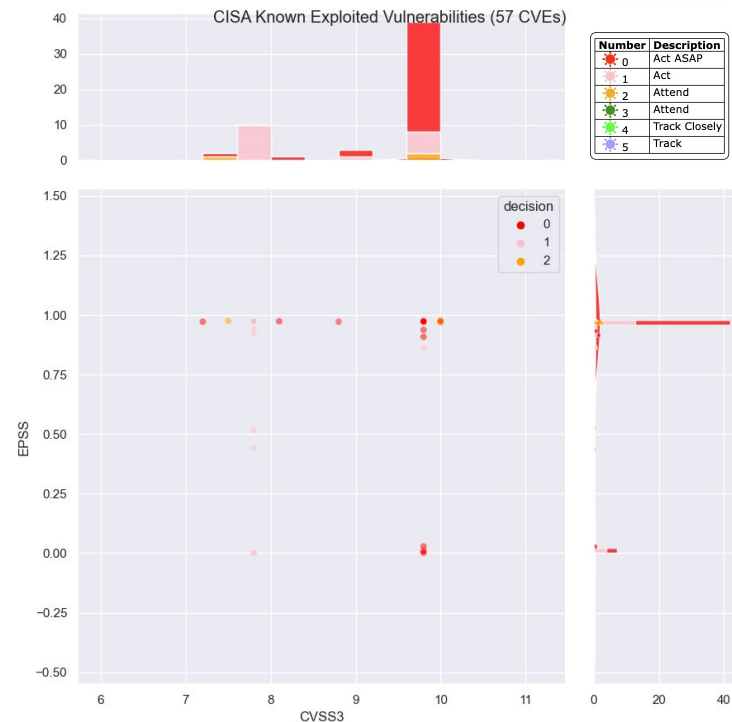 CISA Known Exploited Vulnerabilities (57 CVEs)
40
30
20
10
0
Number Description
0 Act ASAP
1 Act
2 Attend
3 Attend
4 Track Closely
5 Track
decision
0
1
2
1.50
1.25
1.00
0.75
0.50
0.25
0.00
−0.25
−0.50
EPSS
6 7 8 9 10 11
CVSS3
0 20 40